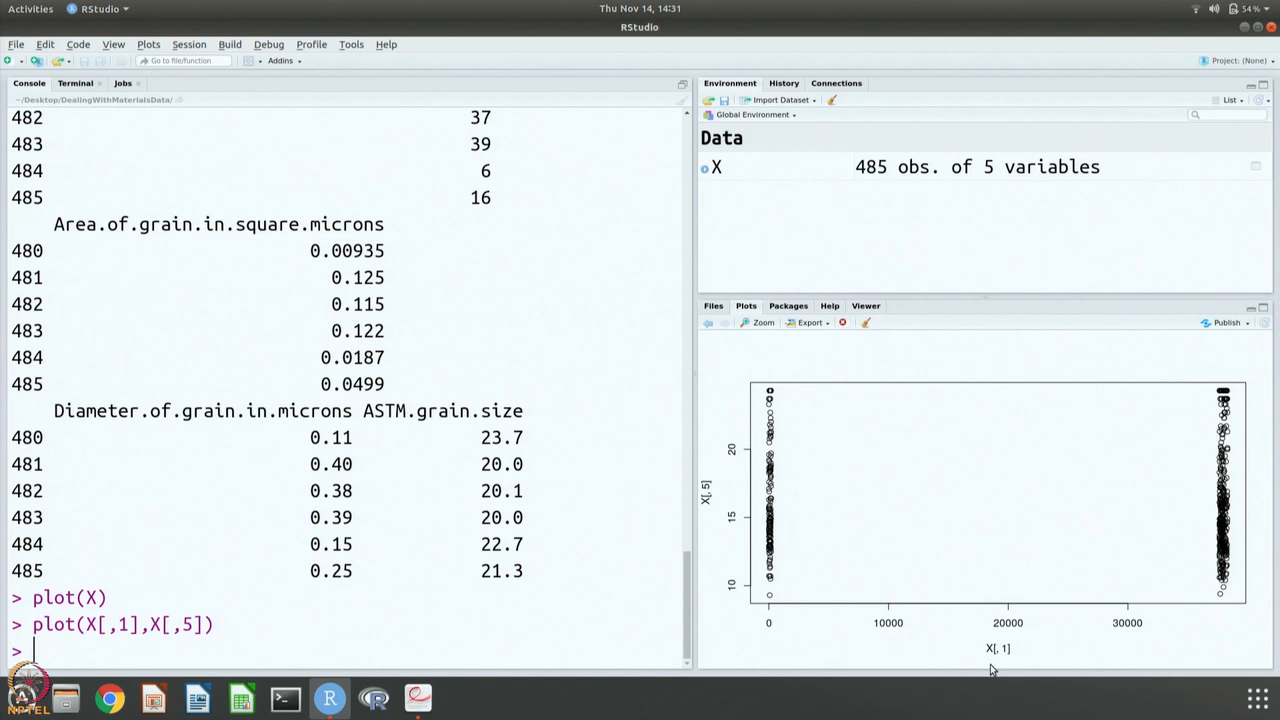 Activities RStudio Thu Nov 14, 14:31 54 %
RStudio
File Edit Code View Plots Session Build Debug Profile Tools Help
Go to file/function Addins Project: (None)
Console Terminal Jobs
~/Desktop/DealingWithMaterialsData/
482 37
483 39
484 6
485 16
Area.of.grain.in.square.microns
480 0.00935
481 0.125
482 0.115
483 0.122
484 0.0187
485 0.0499
Diameter.of.grain.in.microns ASTM.grain.size
480 0.11 23.7
481 0.40 20.0
482 0.38 20.1
483 0.39 20.0
484 0.15 22.7
485 0.25 21.3
> plot(X)
> plot(X[,1],X[,5])
>
Environment History Connections
Import Dataset List
Global Environment
Data
X 485 obs. of 5 variables
Files Plots Packages Help Viewer
Zoom Export Publish
X[, 5]
20
15
10
0 10000 20000 30000
X[, 1]
NPTEL